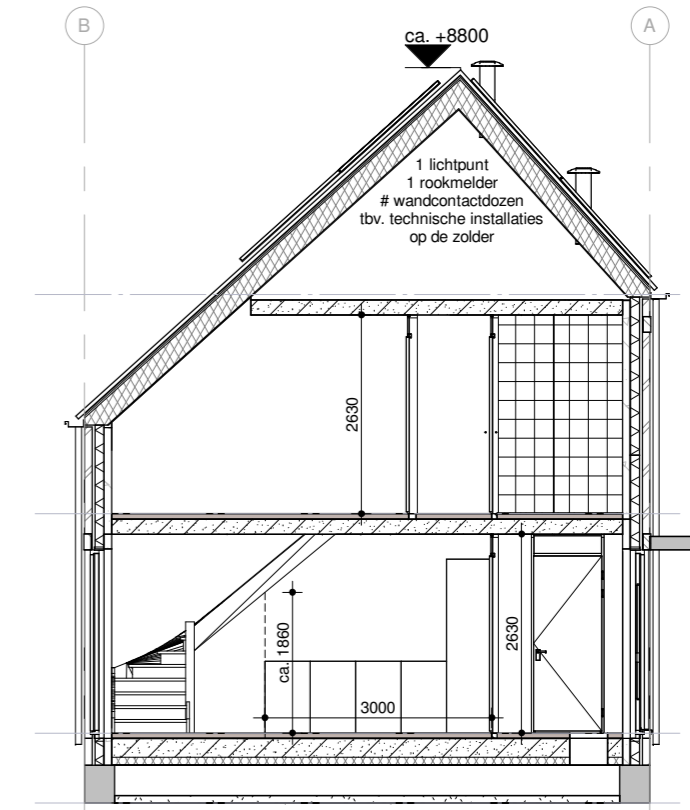 B
A
ca. +8800
1 lichtpunt
1 rookmelder
# wandcontactdozen
tbv. technische installaties
op de zolder
2630
ca. 1860
2630
3000